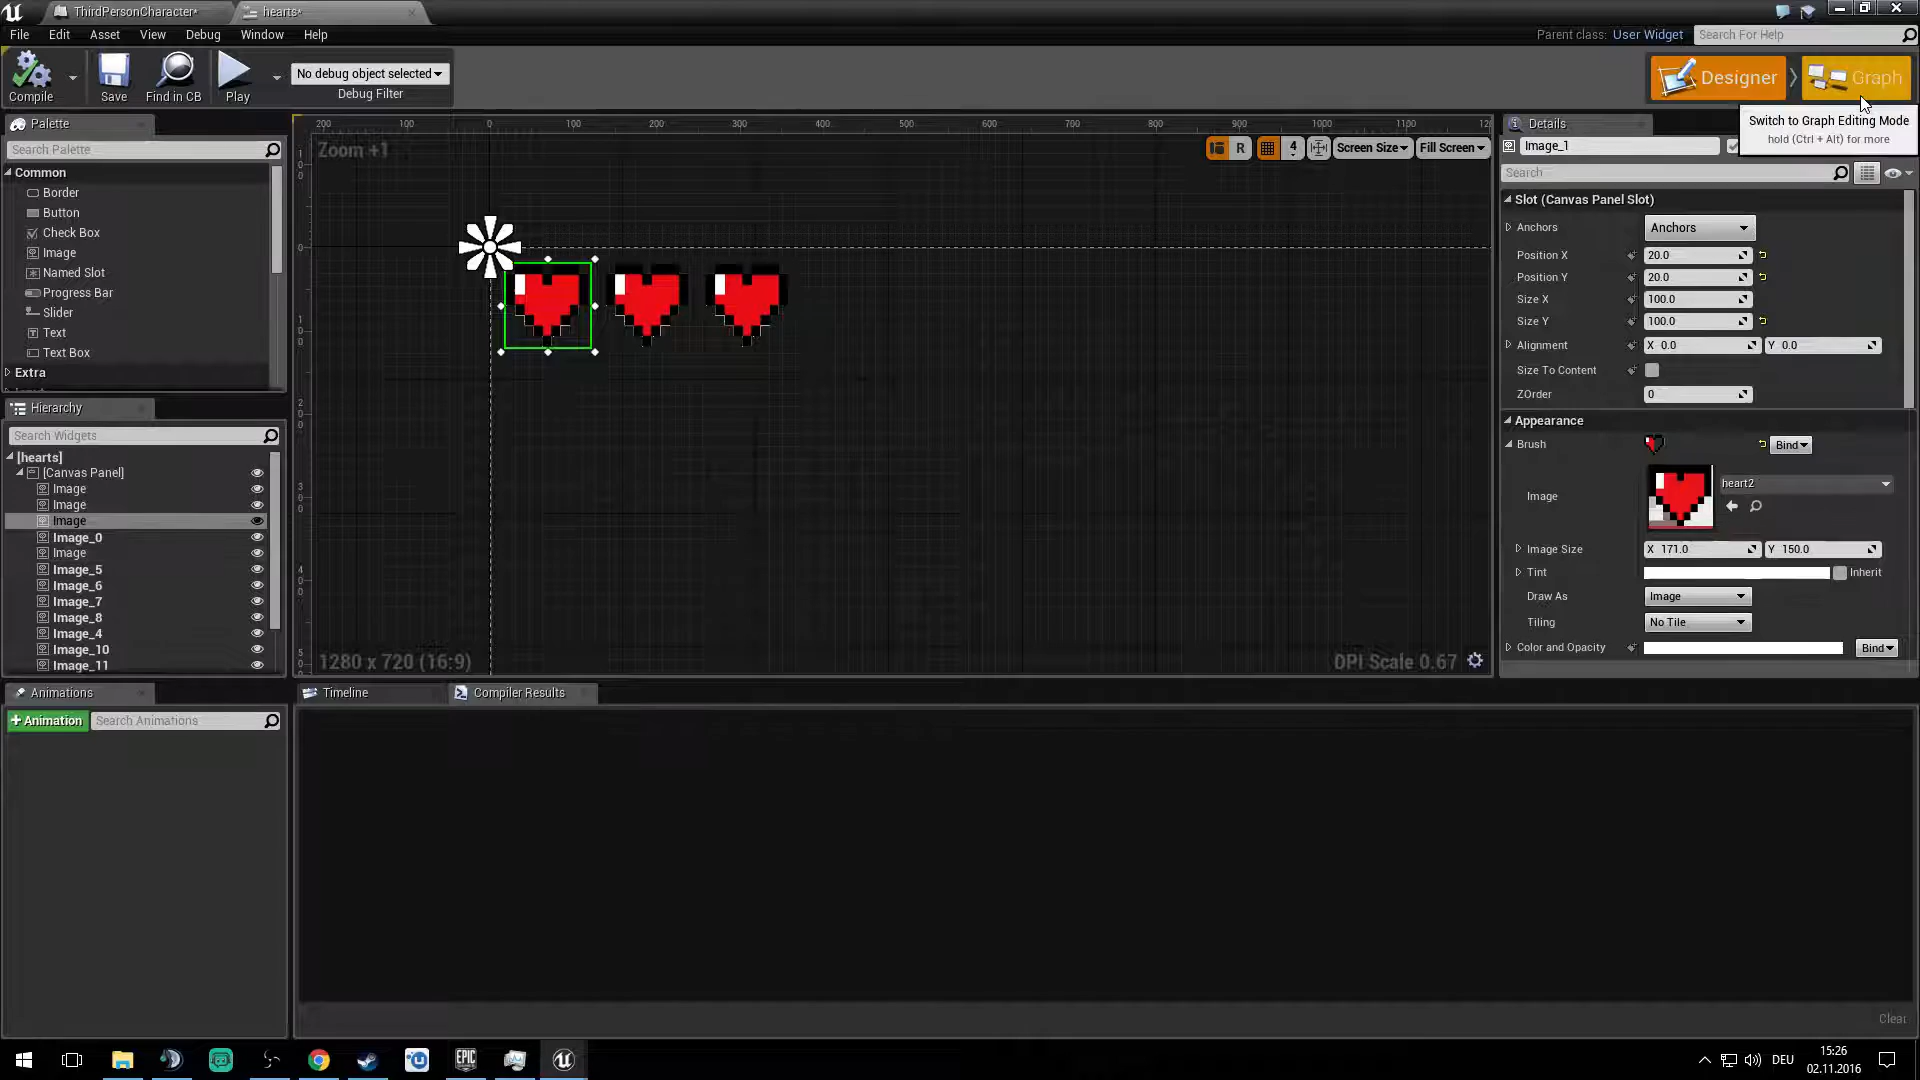 ThirdPersonCharacter*
hearts*
File Edit Asset View Debug Window Help
Parent class: User Widget
Search For Help
Compile
Save
Find in CB
Play
No debug object selected
Debug Filter
Designer
Graph
Switch to Graph Editing Mode
hold (Ctrl + Alt) for more
Palette
Search Palette
Common
Border
Button
Check Box
Image
Named Slot
Progress Bar
Slider
Text
Text Box
Extra
Hierarchy
Search Widgets
[hearts]
[Canvas Panel]
Image
Image
Image
Image_0
Image
Image_5
Image_6
Image_7
Image_8
Image_4
Image_10
Image_11
Animations
+Animation
Search Animations
200 100 0 100 200 300 400 500 600 700 800 900 1000 1100
Zoom +1
R
4
Screen Size
Fill Screen
1280 x 720 (16:9)
DPI Scale 0.67
Timeline
Compiler Results
Clear
Details
Image_1
Search
Slot (Canvas Panel Slot)
Anchors Anchors
Position X 20.0
Position Y 20.0
Size X 100.0
Size Y 100.0
Alignment X 0.0 Y 0.0
Size To Content
ZOrder 0
Appearance
Brush Bind
Image heart2
Image Size X 171.0 Y 150.0
Tint Inherit
Draw As Image
Tiling No Tile
Color and Opacity Bind
EPIC
DEU
15:26
02.11.2016